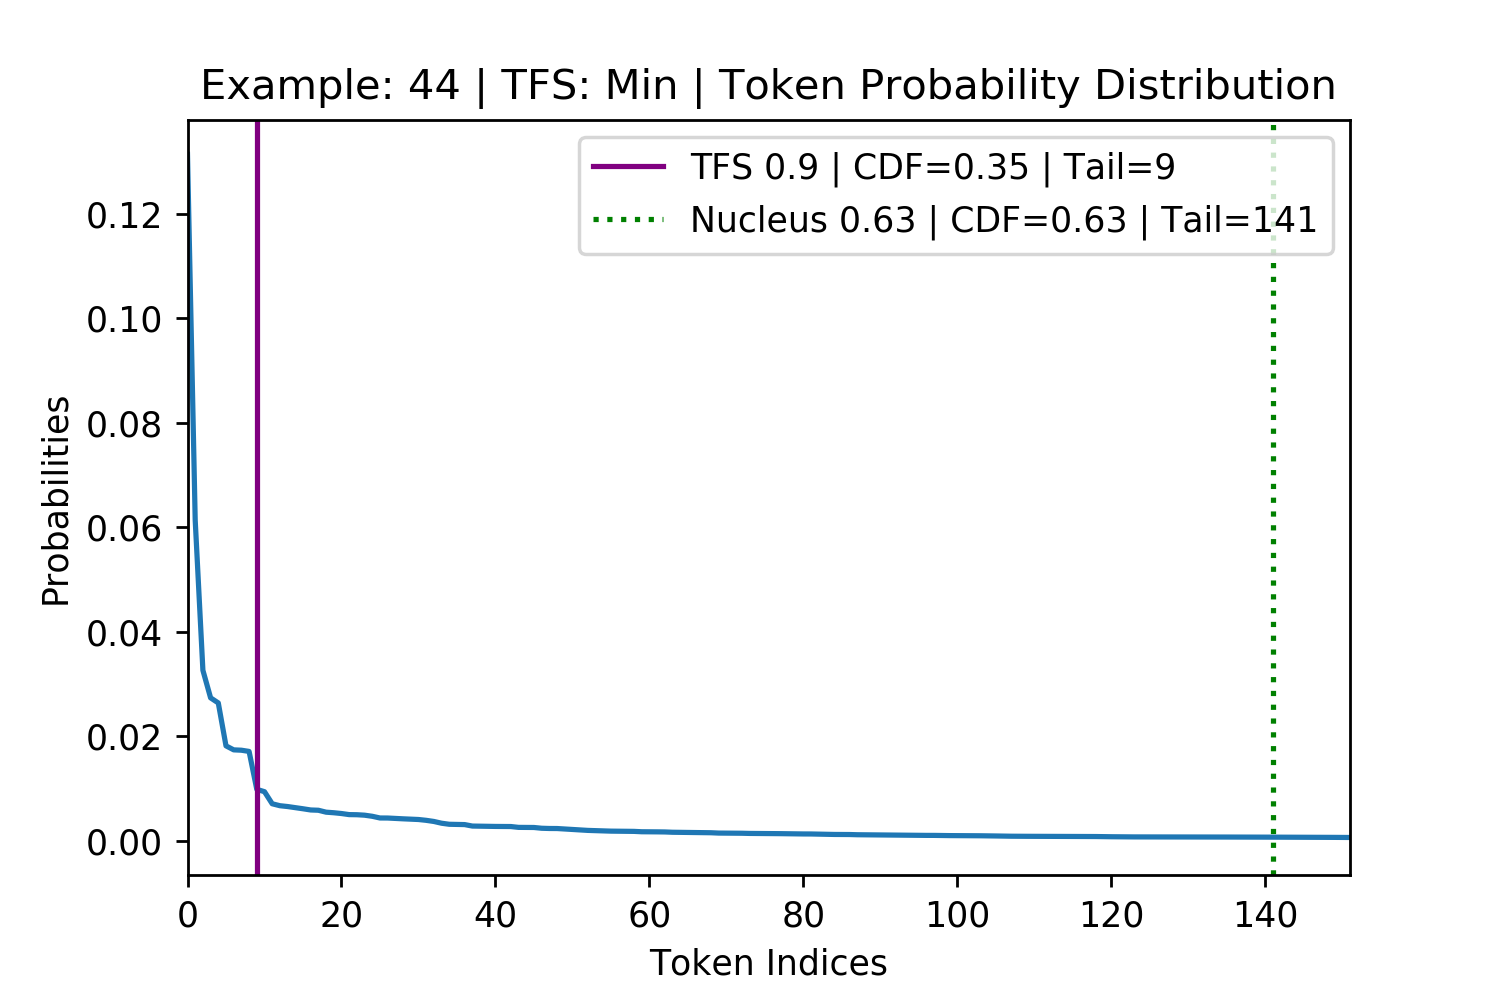 Example: 44 | TFS: Min | Token Probability Distribution
TFS 0.9 | CDF=0.35 | Tail=9
Nucleus 0.63 | CDF=0.63 | Tail=141
0.12
0.10
0.08
0.06
0.04
0.02
0.00
Probabilities
0 20 40 60 80 100 120 140
Token Indices